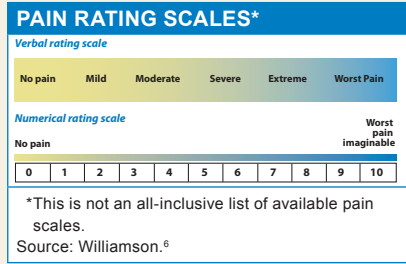 PAIN RATING SCALES*
Verbal rating scale
No pain Mild Moderate Severe Extreme Worst Pain
Numerical rating scale
No pain
Worst
pain
imaginable
0 1 2 3 4 5 6 7 8 9 10
*This is not an all-inclusive list of available pain
scales.
Source: Williamson.⁶